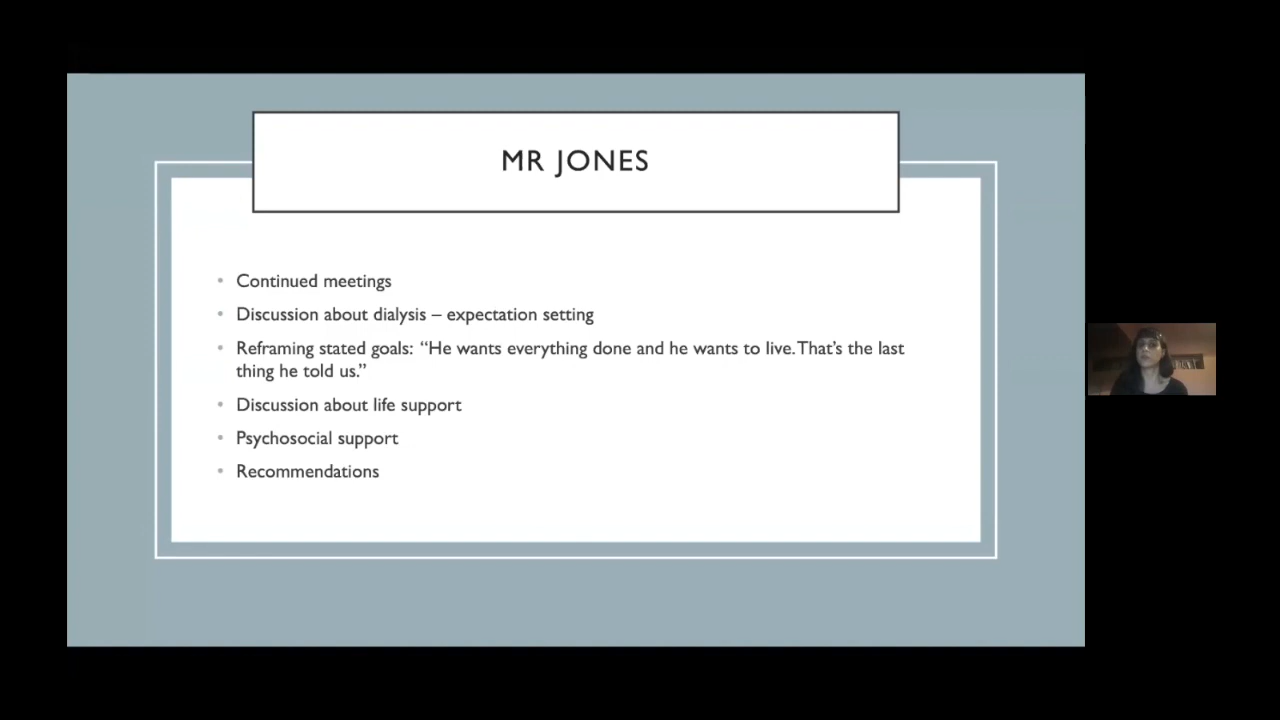 MR JONES
• Continued meetings
• Discussion about dialysis – expectation setting
• Reframing stated goals: “He wants everything done and he wants to live. That’s the last
thing he told us.”
• Discussion about life support
• Psychosocial support
• Recommendations